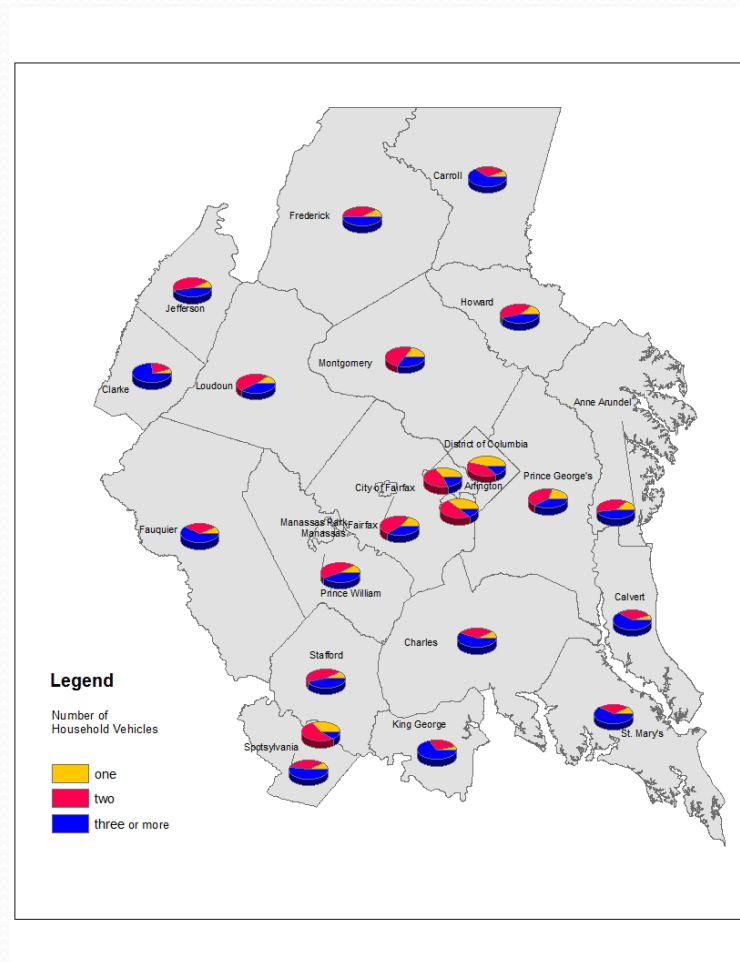 Carroll
Frederick
Howard
Jefferson
Montgomery
Loudoun
Clarke
Anne Arundel
District of Columbia
Prince George's
City of Fairfax
Arlington
Manassas Park
Fairfax
Manassas
Fauquier
Prince William
Calvert
Charles
Stafford
King George
St. Mary's
Spotsylvania
Legend
Number of
Household Vehicles
one
two
three or more